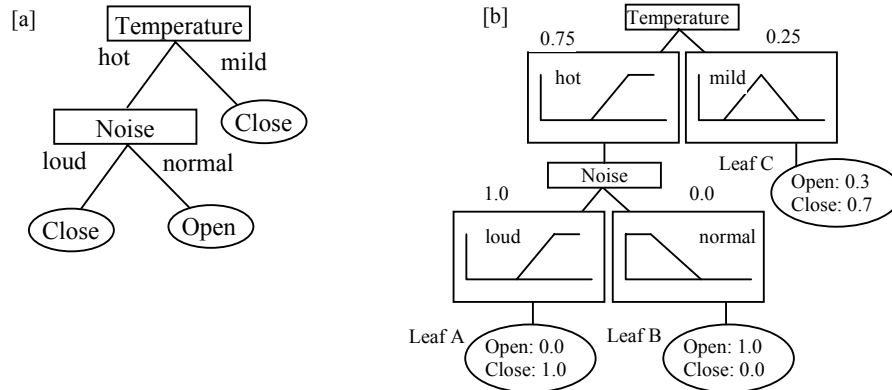 [a]
Temperature
hot
mild
Noise
Close
loud
normal
Close
Open
[b]
Temperature
0.75
0.25
hot
mild
Noise
Leaf C
Open: 0.3
Close: 0.7
1.0
0.0
loud
normal
Leaf A
Open: 0.0
Close: 1.0
Leaf B
Open: 1.0
Close: 0.0